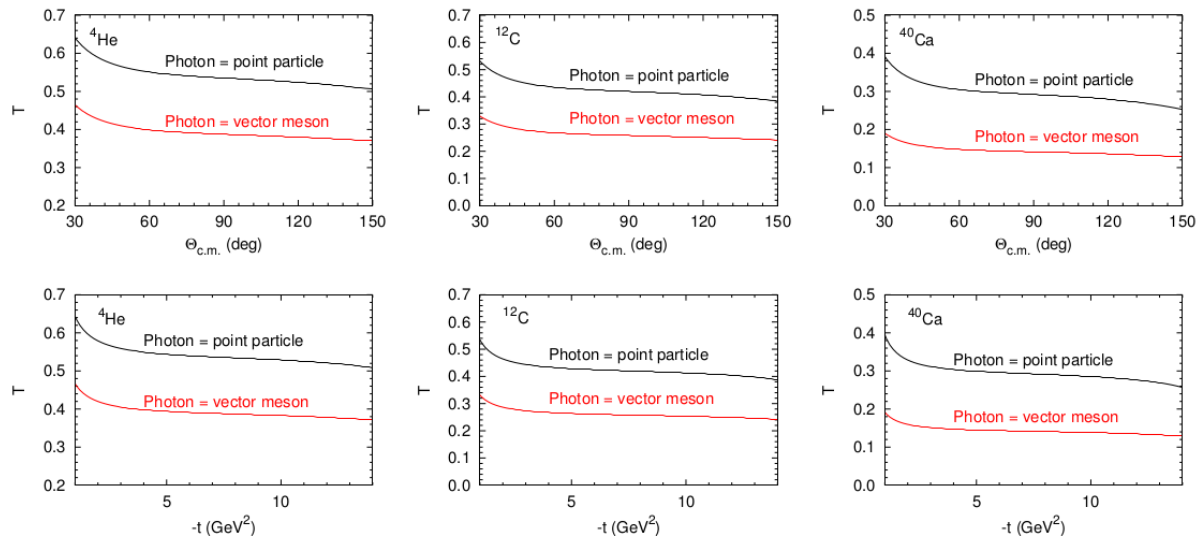 0.7
0.6
0.5
0.4
0.3
0.2
T
⁴He
Photon = point particle
Photon = vector meson
30 60 90 120 150
Θc.m. (deg)
0.7
0.6
0.5
0.4
0.3
0.2
0.1
0.0
T
¹²C
Photon = point particle
Photon = vector meson
30 60 90 120 150
Θc.m. (deg)
0.5
0.4
0.3
0.2
0.1
0.0
T
⁴⁰Ca
Photon = point particle
Photon = vector meson
30 60 90 120 150
Θc.m. (deg)
0.7
0.6
0.5
0.4
0.3
0.2
T
⁴He
Photon = point particle
Photon = vector meson
5 10
-t (GeV²)
0.7
0.6
0.5
0.4
0.3
0.2
0.1
0.0
T
¹²C
Photon = point particle
Photon = vector meson
5 10
-t (GeV²)
0.5
0.4
0.3
0.2
0.1
0.0
T
⁴⁰Ca
Photon = point particle
Photon = vector meson
5 10
-t (GeV²)